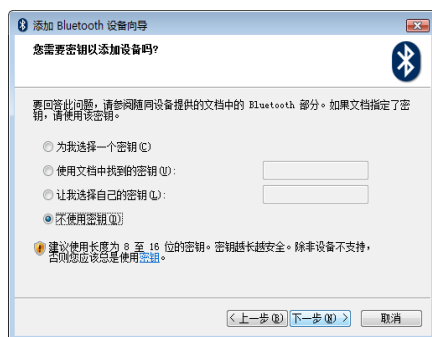 添加 Bluetooth 设备向导
您需要密钥以添加设备吗?
要回答此问题，请参阅随同设备提供的文档中的 Bluetooth 部分。如果文档指定了密
钥，请使用该密钥。
为我选择一个密钥(C)
使用文档中找到的密钥(U):
让我选择自己的密钥(L):
不使用密钥(D)
建议使用长度为 8 至 16 位的密钥。密钥越长越安全。除非设备不支持，
否则您应该总是使用密钥。
<上一步(B) 下一步(N) > 取消